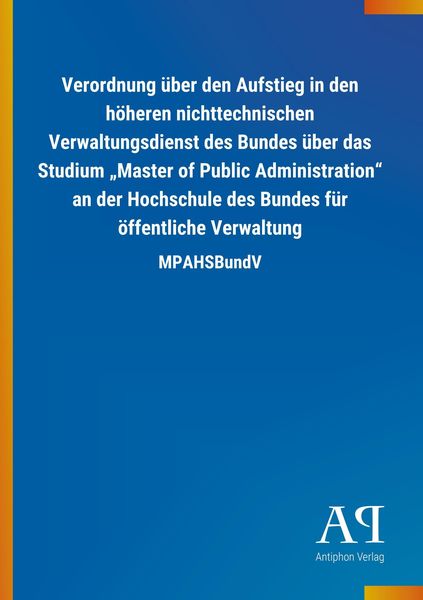 Verordnung über den Aufstieg in den
höheren nichttechnischen
Verwaltungsdienst des Bundes über das
Studium „Master of Public Administration“
an der Hochschule des Bundes für
öffentliche Verwaltung
MPAHSBundV
AP
Antiphon Verlag